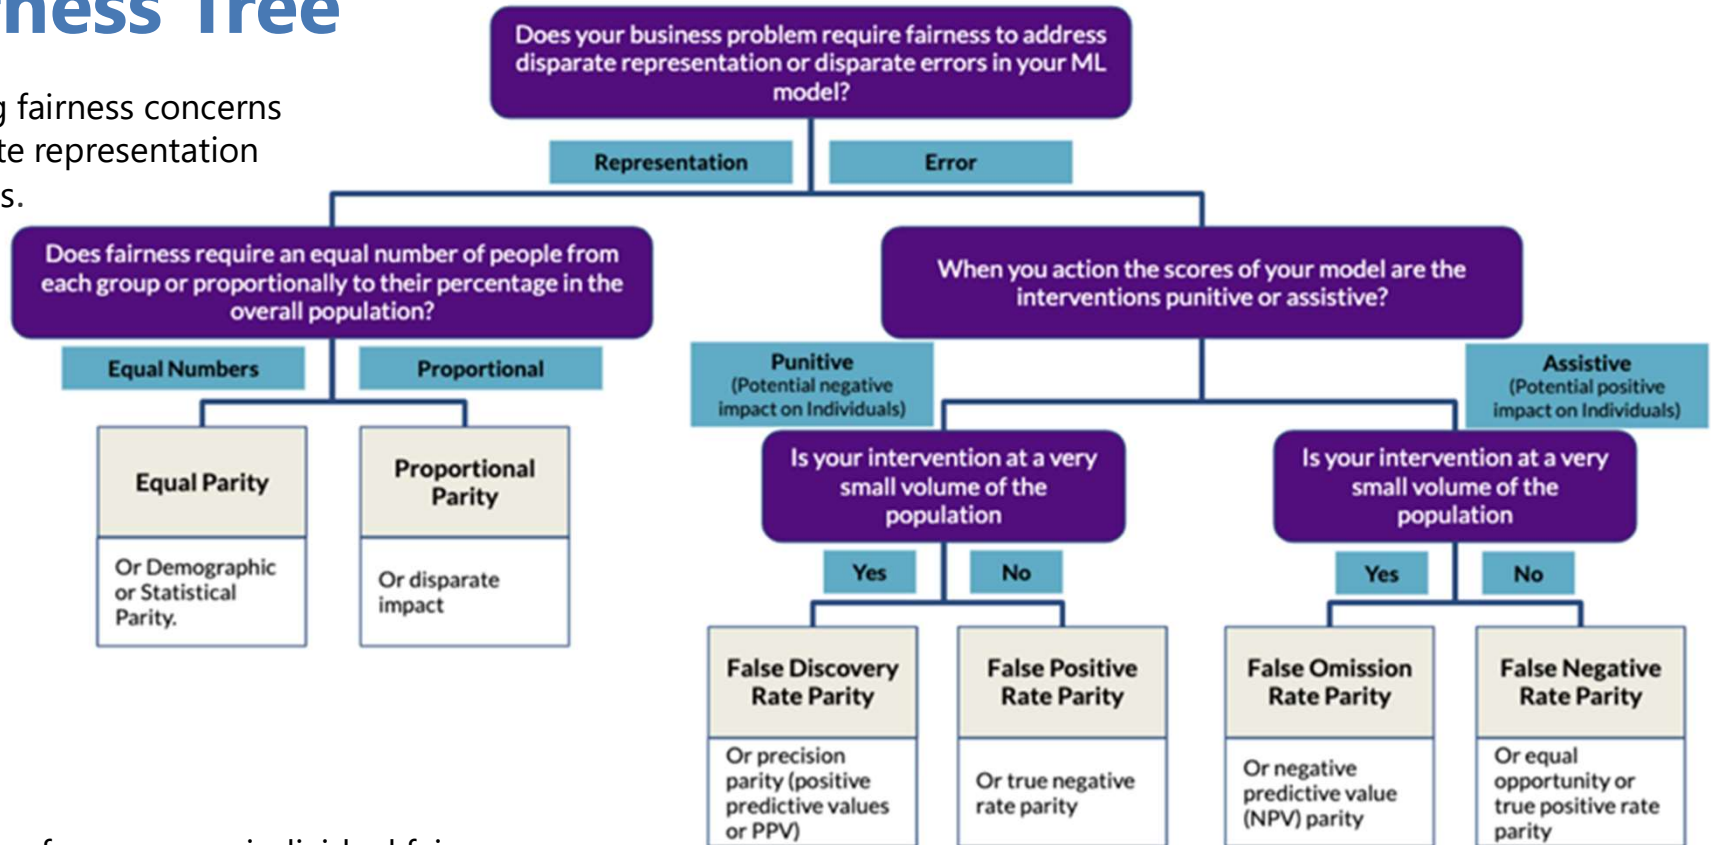 ness Tree
g fairness concerns
te representation
s.
Does your business problem require fairness to address
disparate representation or disparate errors in your ML
model?
Representation
Error
Does fairness require an equal number of people from
each group or proportionally to their percentage in the
overall population?
When you action the scores of your model are the
interventions punitive or assistive?
Equal Numbers
Proportional
Punitive
(Potential negative
impact on Individuals)
Assistive
(Potential positive
impact on Individuals)
Equal Parity
Or Demographic
or Statistical
Parity.
Proportional
Parity
Or disparate
impact
Is your intervention at a very
small volume of the
population
Is your intervention at a very
small volume of the
population
Yes
No
Yes
No
False Discovery
Rate Parity
Or precision
parity (positive
predictive values
or PPV)
False Positive
Rate Parity
Or true negative
rate parity
False Omission
Rate Parity
Or negative
predictive value
(NPV) parity
False Negative
Rate Parity
Or equal
opportunity or
true positive rate
parity